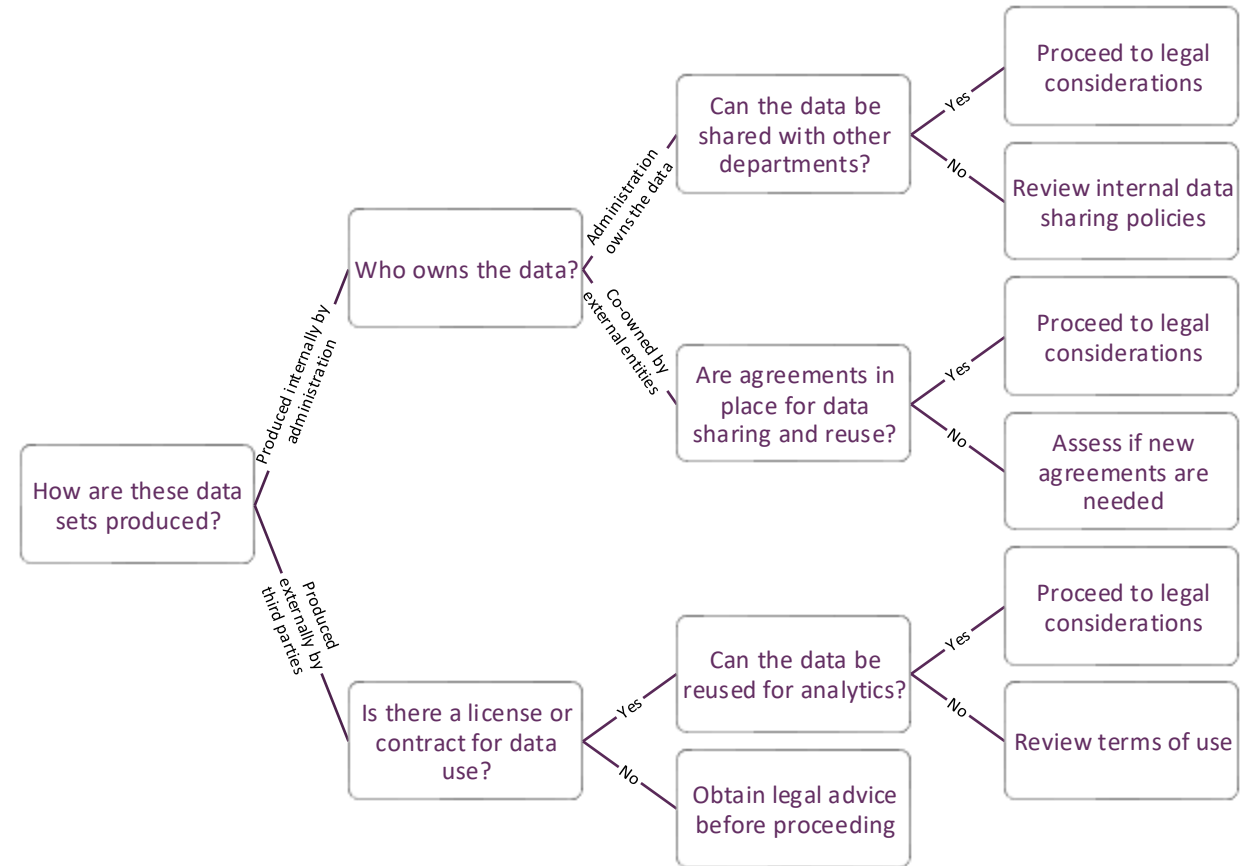 How are these data
sets produced?
Produced internally by
administration
Who owns the data?
Administration
owns the data
Can the data be
shared with other
departments?
Yes
Proceed to legal
considerations
No
Review internal data
sharing policies
Co-owned by
external entities
Are agreements in
place for data
sharing and reuse?
Yes
Proceed to legal
considerations
No
Assess if new
agreements are
needed
Produced
externally by
third parties
Is there a license or
contract for data
use?
Yes
Can the data be
reused for analytics?
Yes
Proceed to legal
considerations
No
Review terms of use
No
Obtain legal advice
before proceeding